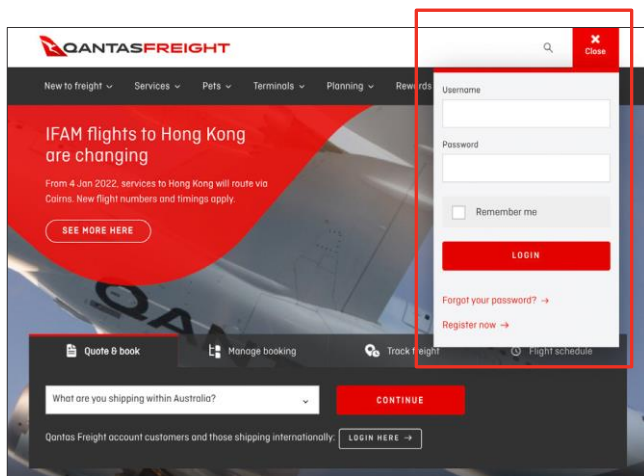 QANTASFREIGHT
Close
New to freight
Services
Pets
Terminals
Planning
Rewards
IFAM flights to Hong Kong
are changing
From 4 Jan 2022, services to Hong Kong will route via
Cairns. New flight numbers and timings apply.
SEE MORE HERE
Username
Password
Remember me
LOGIN
Forgot your password? →
Register now →
QAN
Quote & book
Manage booking
Track freight
Flight schedule
What are you shipping within Australia?
CONTINUE
Qantas Freight account customers and those shipping internationally:
LOGIN HERE →